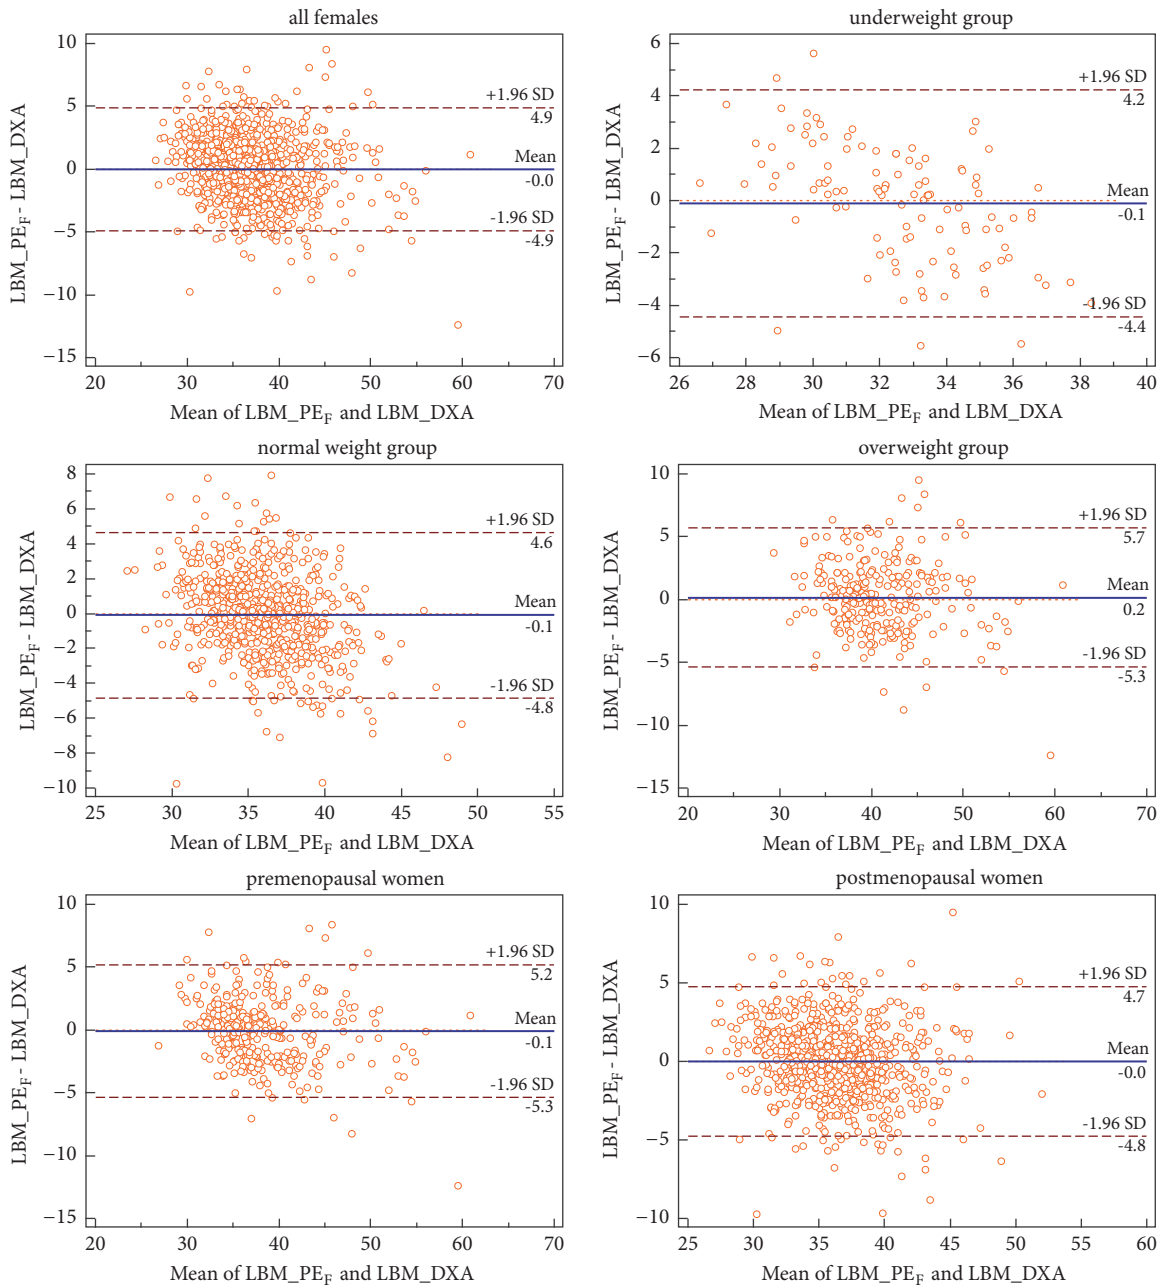 all females
LBM_PE_F - LBM_DXA
10
5
0
−5
−10
−15
+1.96 SD
4.9
Mean
-0.0
-1.96 SD
-4.9
20 30 40 50 60 70
Mean of LBM_PE_F and LBM_DXA
underweight group
LBM_PE_F - LBM_DXA
6
4
2
0
−2
−4
−6
+1.96 SD
4.2
Mean
-0.1
-1.96 SD
-4.4
26 28 30 32 34 36 38 40
Mean of LBM_PE_F and LBM_DXA
normal weight group
LBM_PE_F - LBM_DXA
8
6
4
2
0
−2
−4
−6
−8
−10
+1.96 SD
4.6
Mean
-0.1
-1.96 SD
-4.8
25 30 35 40 45 50 55
Mean of LBM_PE_F and LBM_DXA
overweight group
LBM_PE_F - LBM_DXA
10
5
0
−5
−10
−15
+1.96 SD
5.7
Mean
0.2
-1.96 SD
-5.3
20 30 40 50 60 70
Mean of LBM_PE_F and LBM_DXA
premenopausal women
LBM_PE_F - LBM_DXA
10
5
0
−5
−10
−15
+1.96 SD
5.2
Mean
-0.1
-1.96 SD
-5.3
20 30 40 50 60 70
Mean of LBM_PE_F and LBM_DXA
postmenopausal women
LBM_PE_F - LBM_DXA
10
5
0
−5
−10
+1.96 SD
4.7
Mean
-0.0
-1.96 SD
-4.8
25 30 35 40 45 50 55 60
Mean of LBM_PE_F and LBM_DXA